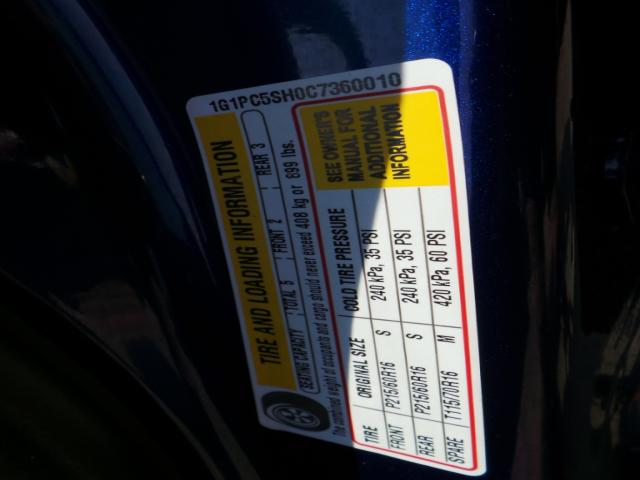 1G1PC5SH0C7360010
TIRE AND LOADING INFORMATION
SEATING CAPACITY TOTAL 5 FRONT 2 REAR 3
The combined weight of occupants and cargo should never exceed 408 kg or 899 lbs.
TIRE ORIGINAL SIZE COLD TIRE PRESSURE
FRONT P215/60R16 S 240 kPa, 35 PSI
REAR P215/60R16 S 240 kPa, 35 PSI
SPARE T115/70R16 M 420 kPa, 60 PSI
SEE OWNER'S
MANUAL FOR
ADDITIONAL
INFORMATION